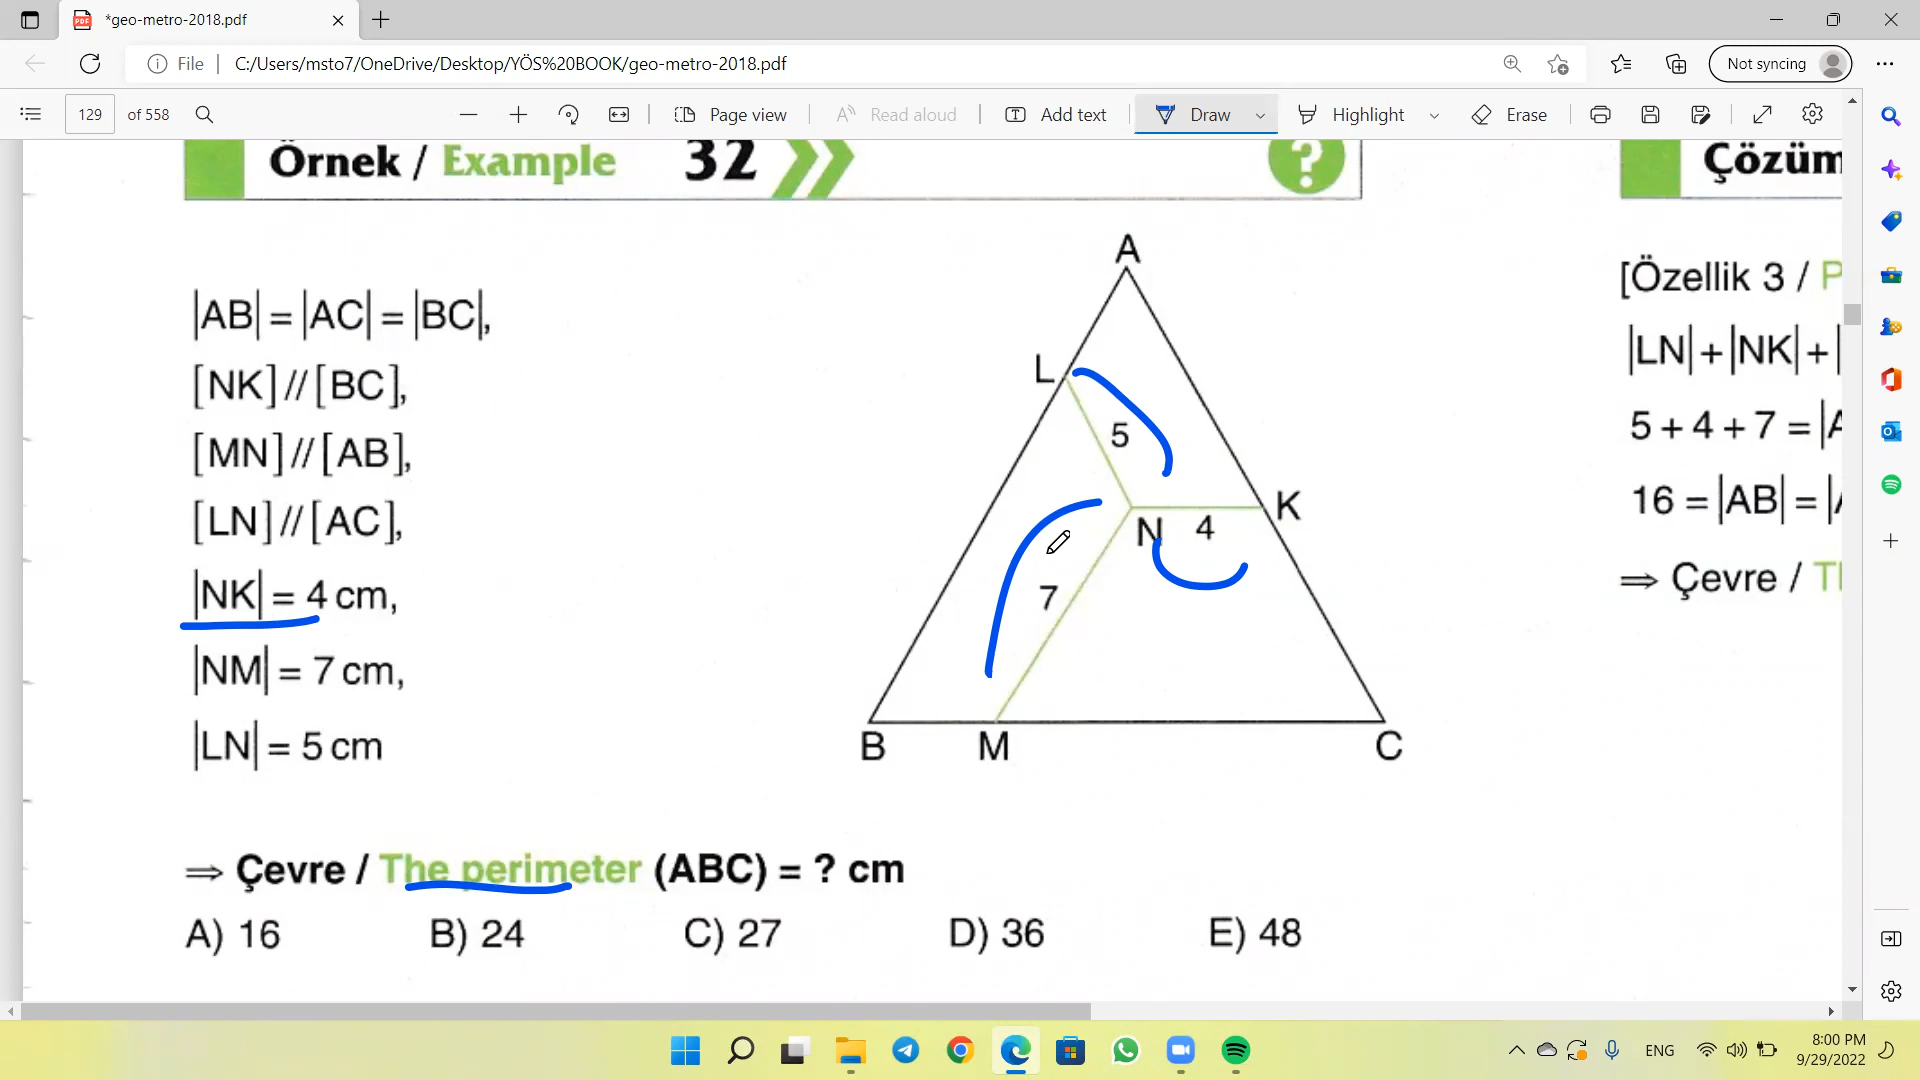 *geo-metro-2018.pdf
File
C:/Users/msto7/OneDrive/Desktop/YÖS%20BOOK/geo-metro-2018.pdf
Not syncing
129 of 558
Page view
Read aloud
Add text
Draw
Highlight
Erase
Örnek / Example 32
?
Çözüm
|AB| = |AC| = |BC|,
[NK] // [BC],
[MN] // [AB],
[LN] // [AC],
|NK| = 4 cm,
|NM| = 7 cm,
|LN| = 5 cm
A
L
5
K
N
4
7
B
M
C
[Özellik 3 / P
|LN| + |NK| + |
5 + 4 + 7 = |A
16 = |AB| = |A
⇒ Çevre / Th
⇒ Çevre / The perimeter (ABC) = ? cm
A) 16 B) 24 C) 27 D) 36 E) 48
ENG
8:00 PM
9/29/2022